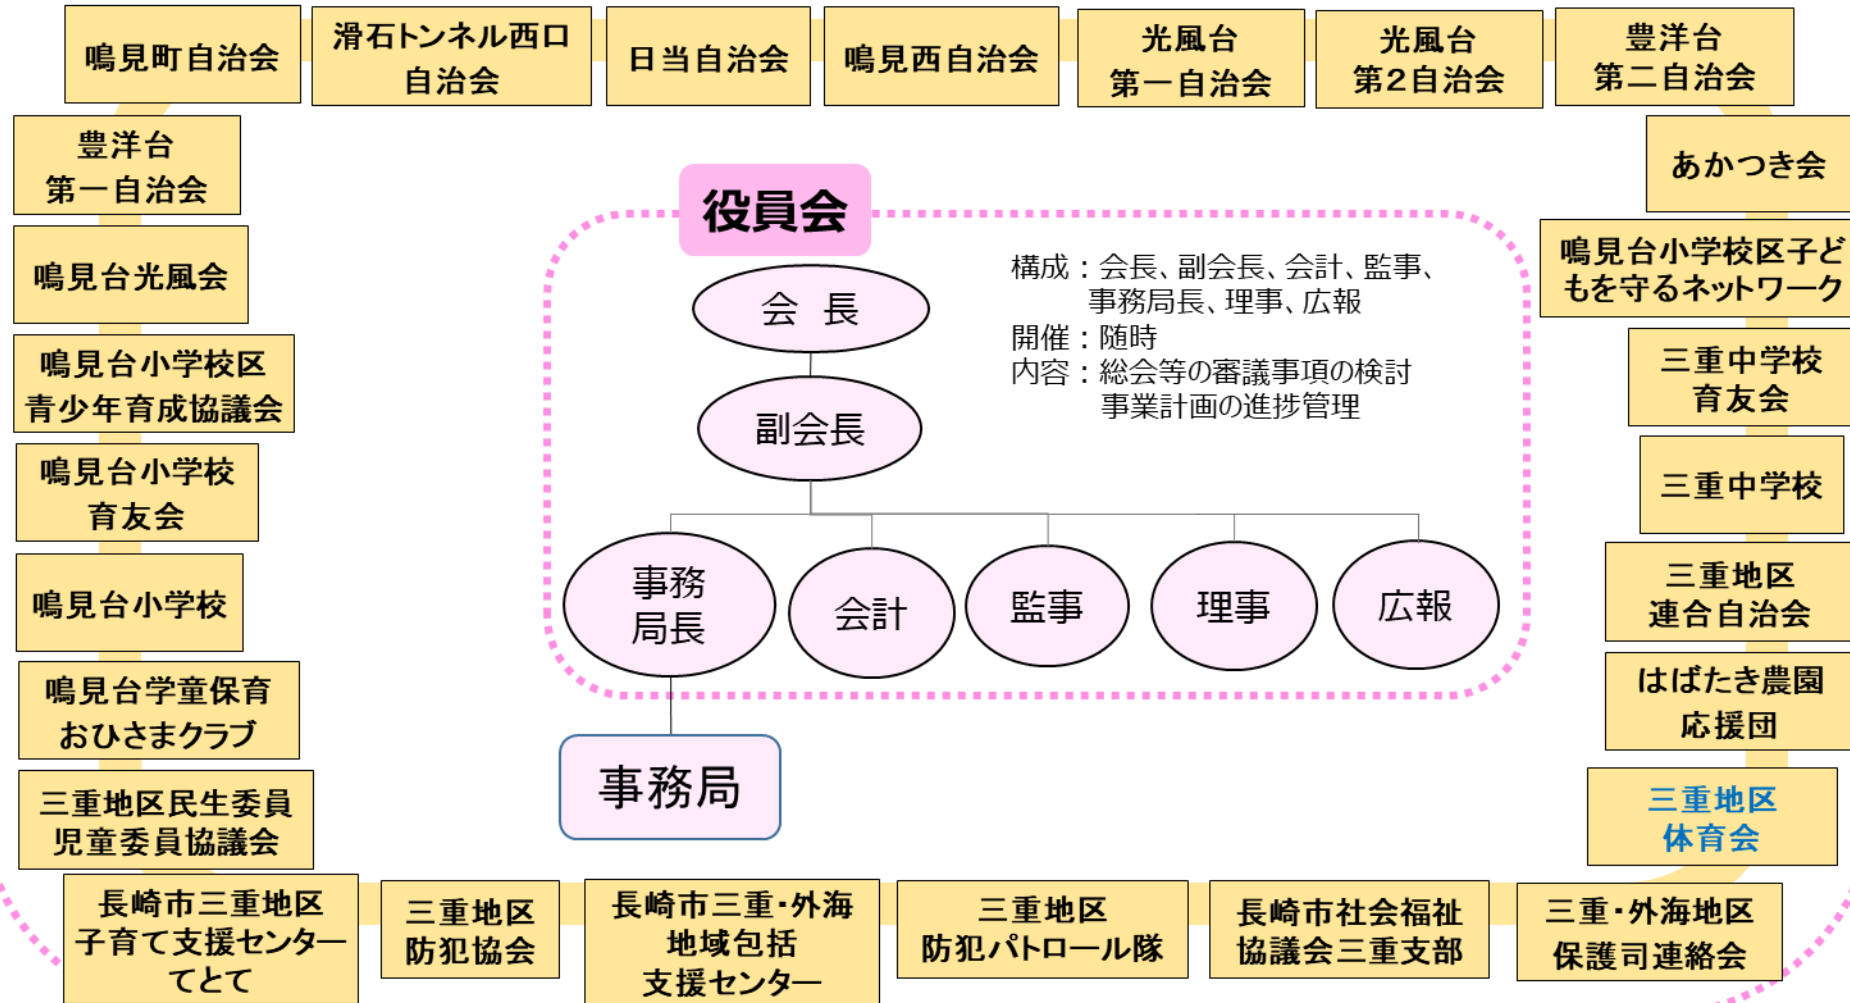 鳴見町自治会
滑石トンネル西口
自治会
日当自治会
鳴見西自治会
光風台
第一自治会
光風台
第2自治会
豊洋台
第二自治会
豊洋台
第一自治会
鳴見台光風会
鳴見台小学校区
青少年育成協議会
鳴見台小学校
育友会
鳴見台小学校
鳴見台学童保育
おひさまクラブ
三重地区民生委員
児童委員協議会
役員会
会 長
副会長
構成：会長、副会長、会計、監事、
事務局長、理事、広報
開催：随時
内容：総会等の審議事項の検討
事業計画の進捗管理
事務
局長
会計
監事
理事
広報
事務局
あかつき会
鳴見台小学校区子ど
もを守るネットワーク
三重中学校
育友会
三重中学校
三重地区
連合自治会
はばたき農園
応援団
三重地区
体育会
長崎市三重地区
子育て支援センター
てとて
三重地区
防犯協会
長崎市三重・外海
地域包括
支援センター
三重地区
防犯パトロール隊
長崎市社会福祉
協議会三重支部
三重・外海地区
保護司連絡会